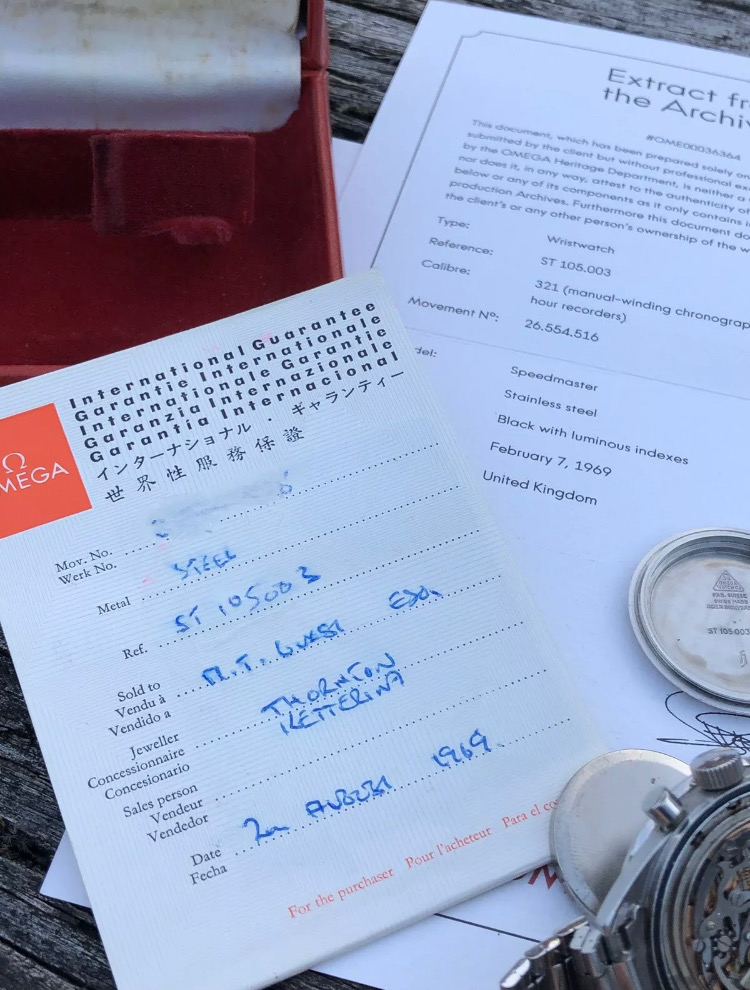 Extract
the Archiv
#OME00036364
This document, which has been prepared solely
submitted by the client but without professional
by the OMEGA Heritage Department, is neither a
nor does it, in any way, attest to the authenticity
below or any of its components as it only contains
production Archives. Furthermore this document
the client's or any other person's ownership of the
Type: Wristwatch
Reference: ST 105.003
Calibre: 321 (manual-winding chronograp
hour recorders)
Movement Nº: 26.554.516
del: Speedmaster
Stainless steel
Black with luminous indexes
February 7, 1969
United Kingdom
International Guarantee
Garantie Internationale
Internationale Garantie
Garanzia Internazionale
Garantía Internacional
インターナショナル・ギャランティー
世界性服務保證
Ω
MEGA
Mov. No.
Werk No.
Metal STEEL
Ref. ST 105003
Sold to M.T. GUEST ESQ.
Vendu à
Vendido a
Jeweller THORNTON
Concessionnaire KETTERING
Concesionario
Sales person
Vendeur
Vendedor
Date AUGUST 1969.
Fecha
For the purchaser Pour l'acheteur Para el co
ST 105.003